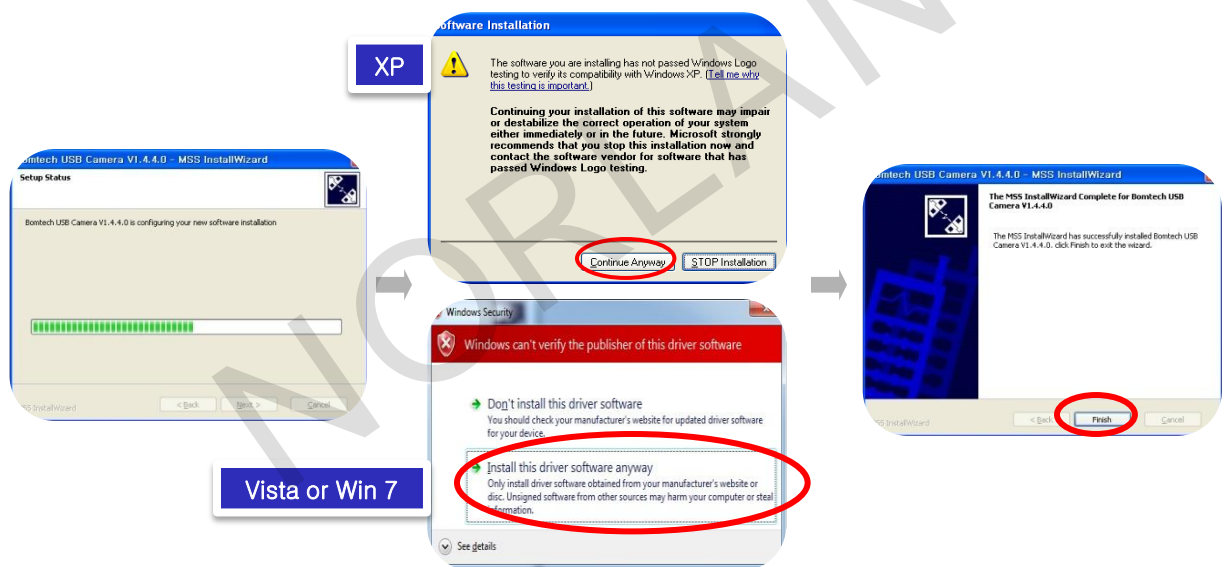 XP
oftware Installation
The software you are installing has not passed Windows Logo
testing to verify its compatibility with Windows XP. (Tell me why
this testing is important.)
Continuing your installation of this software may impair
or destabilize the correct operation of your system
either immediately or in the future. Microsoft strongly
recommends that you stop this installation now and
contact the software vendor for software that has
passed Windows Logo testing.
Continue Anyway
STOP Installation
omtech USB Camera V1.4.4.0 - MSS InstallWizard
Setup Status
Bomtech USB Camera V1.4.4.0 is configuring your new software installation
SS InstallWizard
< Back
Next >
Cancel
Windows Security
Windows can't verify the publisher of this driver software
Don't install this driver software
You should check your manufacturer's website for updated driver software
for your device.
Install this driver software anyway
Only install driver software obtained from your manufacturer's website or
disc. Unsigned software from other sources may harm your computer or steal
information.
See details
Vista or Win 7
omtech USB Camera V1.4.4.0 - MSS InstallWizard
The MSS InstallWizard Complete for Bomtech USB
Camera V1.4.4.0
The MSS InstallWizard has successfully installed Bomtech USB
Camera V1.4.4.0. click Finish to exit the wizard.
SS InstallWizard
< Back
Finish
Cancel
NORLAN